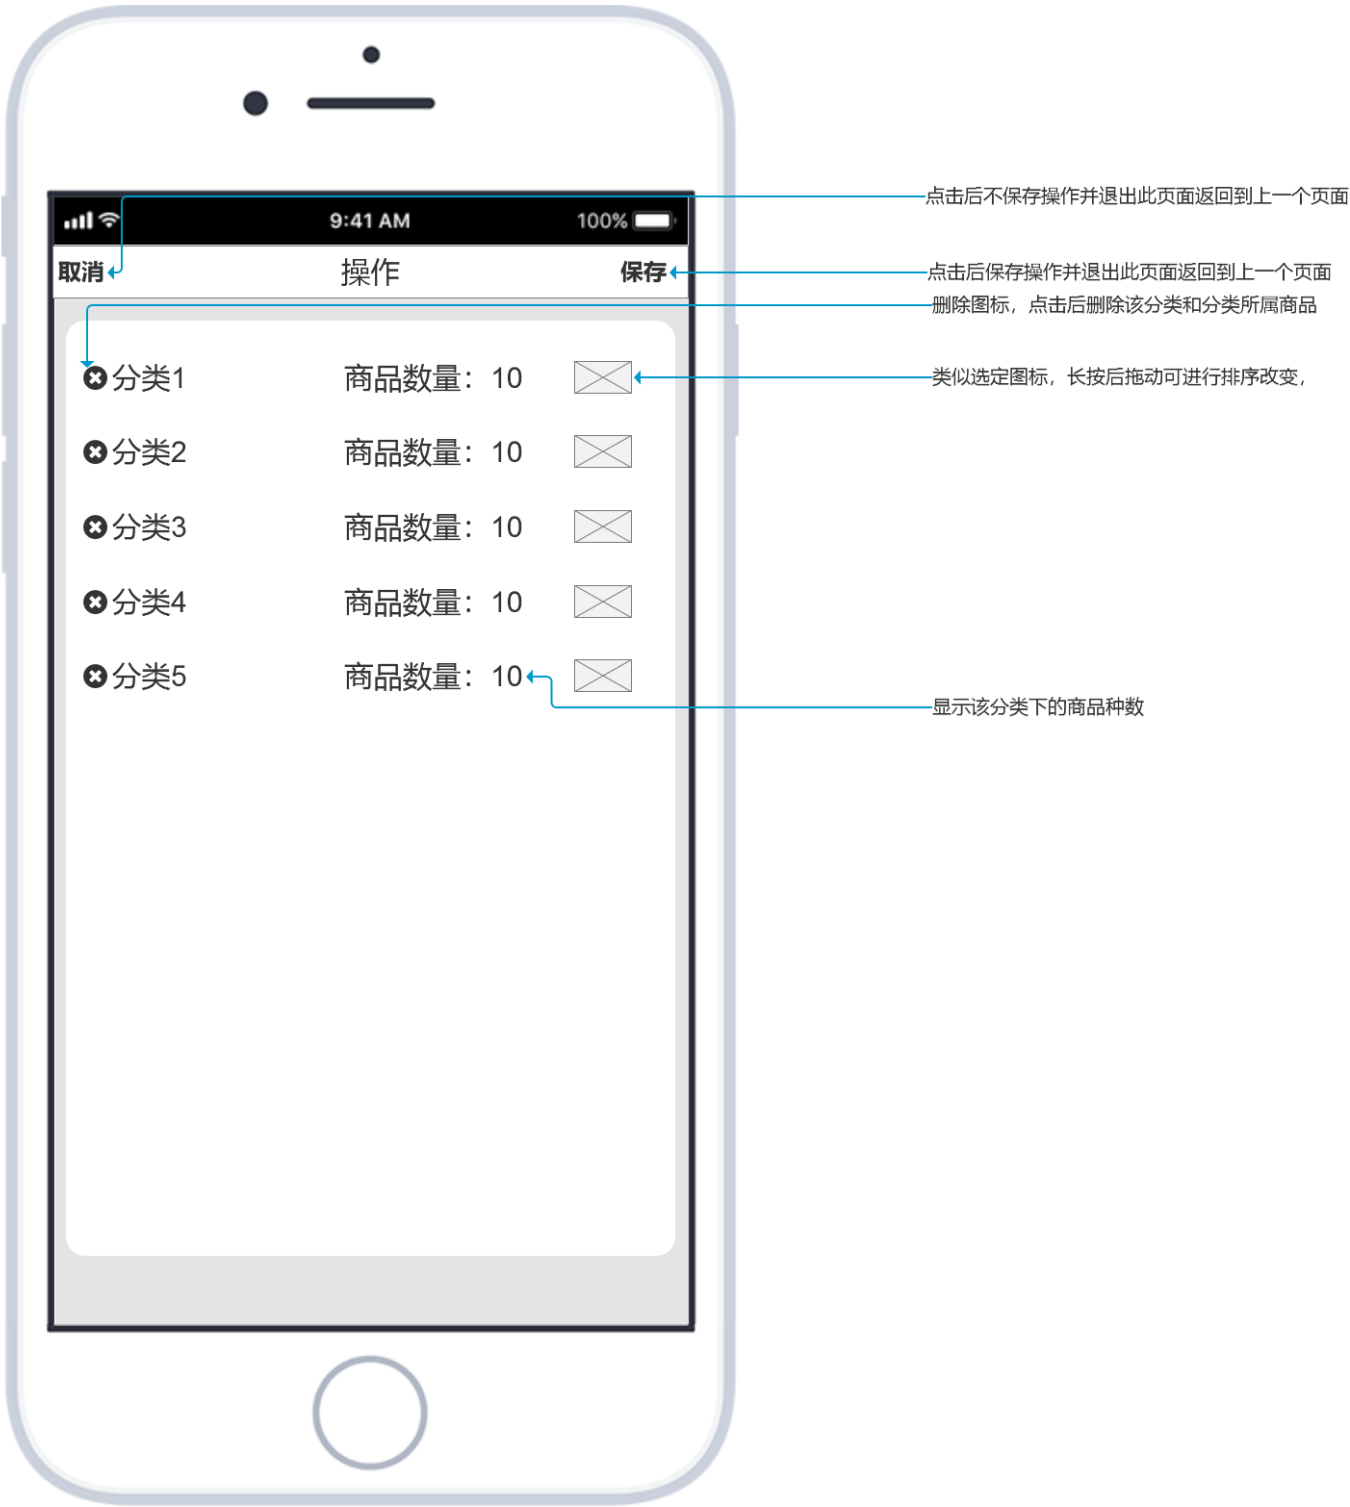 点击后不保存操作并退出此页面返回到上一个页面
9:41 AM
100%
取消
操作
保存
点击后保存操作并退出此页面返回到上一个页面
删除图标，点击后删除该分类和分类所属商品
分类1 商品数量：10
类似选定图标，长按后拖动可进行排序改变，
分类2 商品数量：10
分类3 商品数量：10
分类4 商品数量：10
分类5 商品数量：10
显示该分类下的商品种数